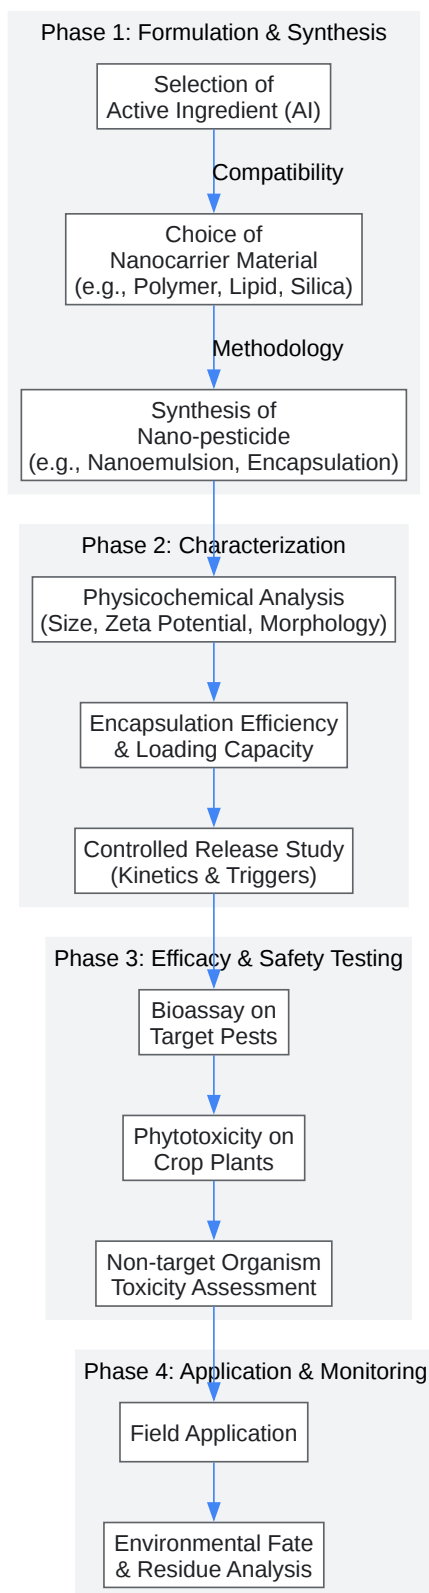 Phase 1: Formulation & Synthesis
Selection of
Active Ingredient (AI)
Compatibility
Choice of
Nanocarrier Material
(e.g., Polymer, Lipid, Silica)
Methodology
Synthesis of
Nano-pesticide
(e.g., Nanoemulsion, Encapsulation)
Phase 2: Characterization
Physicochemical Analysis
(Size, Zeta Potential, Morphology)
Encapsulation Efficiency
& Loading Capacity
Controlled Release Study
(Kinetics & Triggers)
Phase 3: Efficacy & Safety Testing
Bioassay on
Target Pests
Phytotoxicity on
Crop Plants
Non-target Organism
Toxicity Assessment
Phase 4: Application & Monitoring
Field Application
Environmental Fate
& Residue Analysis